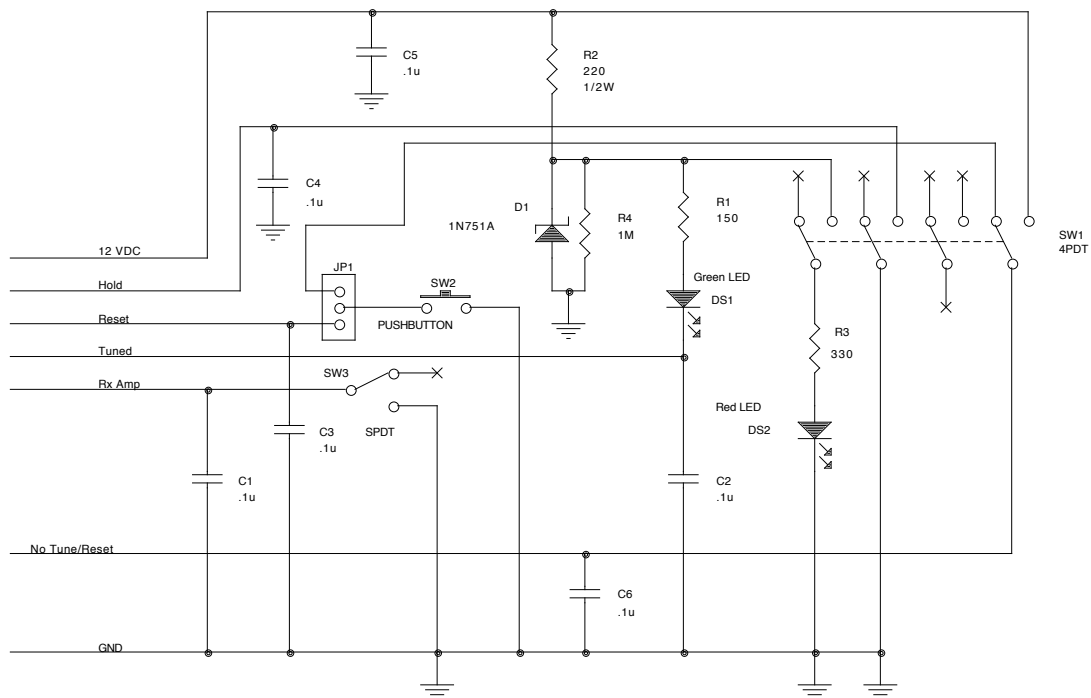 C5
.1u
R2
220
1/2W
C4
.1u
D1
1N751A
R4
1M
R1
150
SW1
4PDT
12 VDC
Hold
Reset
Tuned
Rx Amp
JP1
SW2
PUSHBUTTON
Green LED
DS1
R3
330
SW3
SPDT
Red LED
DS2
C3
.1u
C1
.1u
C2
.1u
No Tune/Reset
C6
.1u
GND